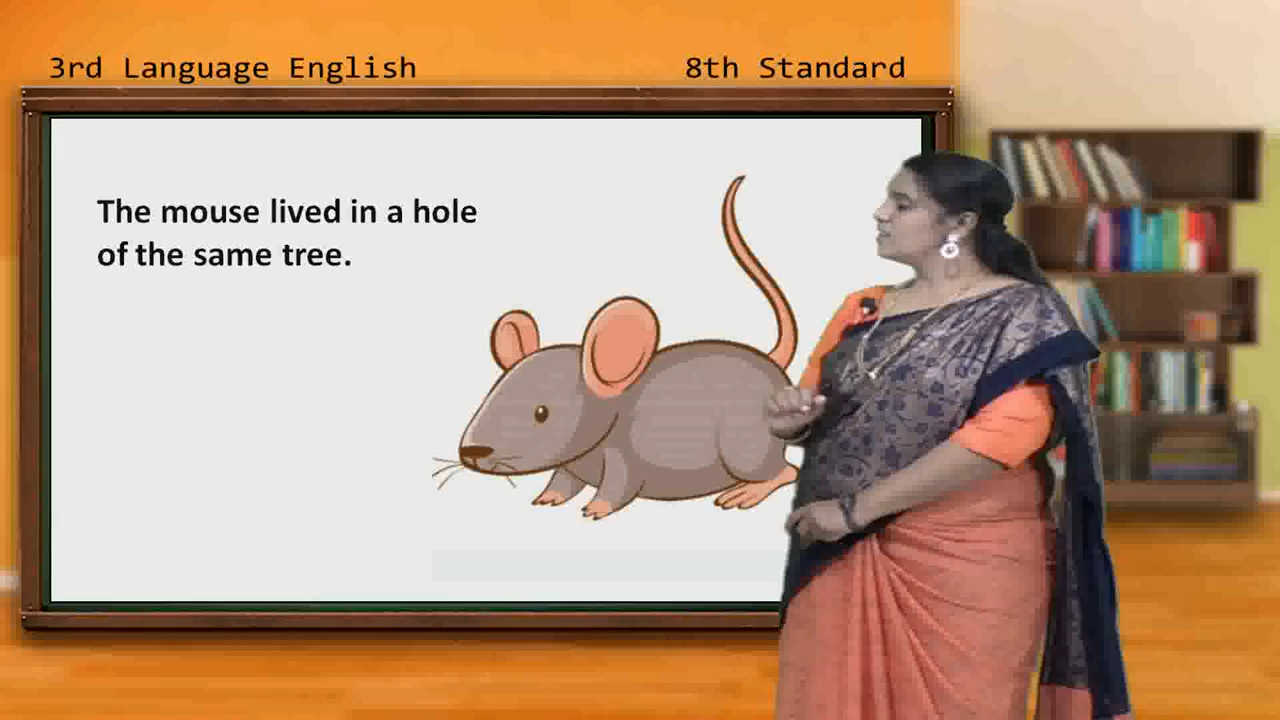 3rd Language English
8th Standard
The mouse lived in a hole
of the same tree.